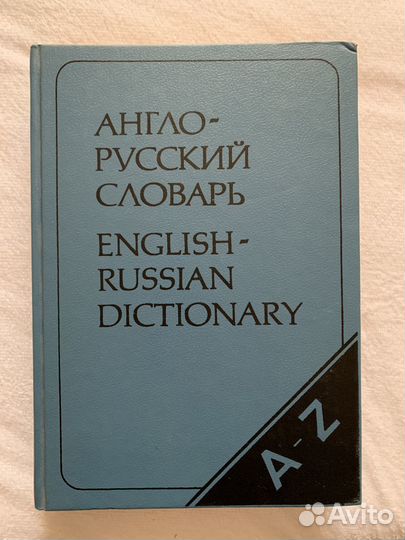 АНГЛО-
РУССКИЙ
СЛОВАРЬ
ENGLISH-
RUSSIAN
DICTIONARY
A-Z
Avito